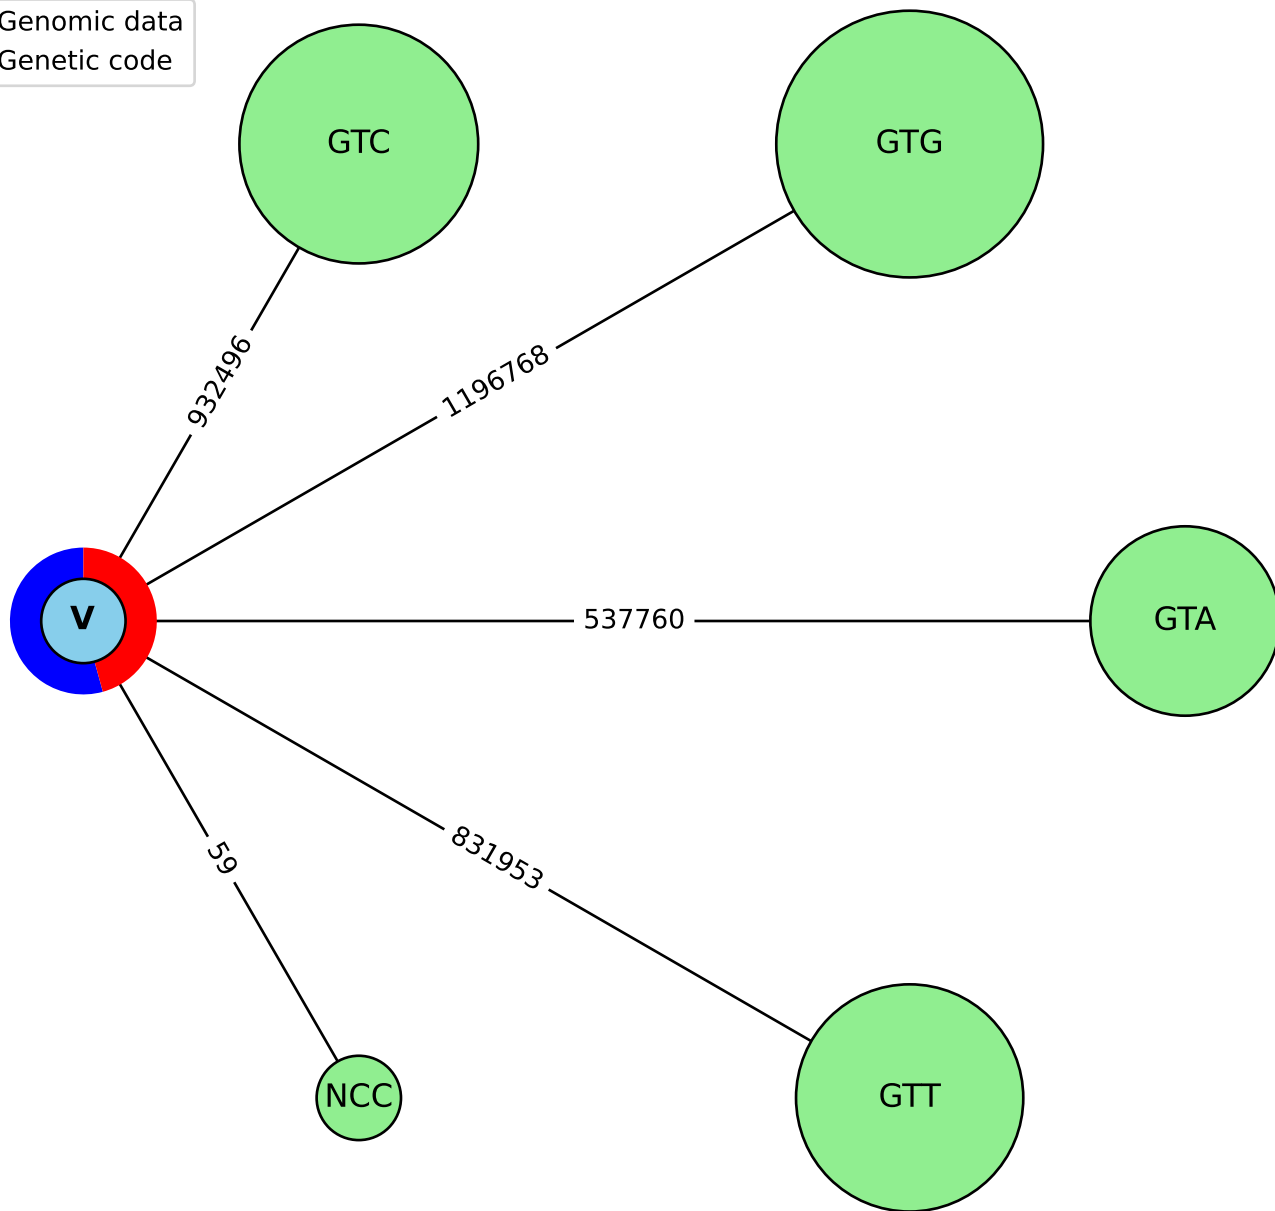 Genomic data
Genetic code
GTC
GTG
932496
1196768
V
537760
GTA
59
831953
NCC
GTT